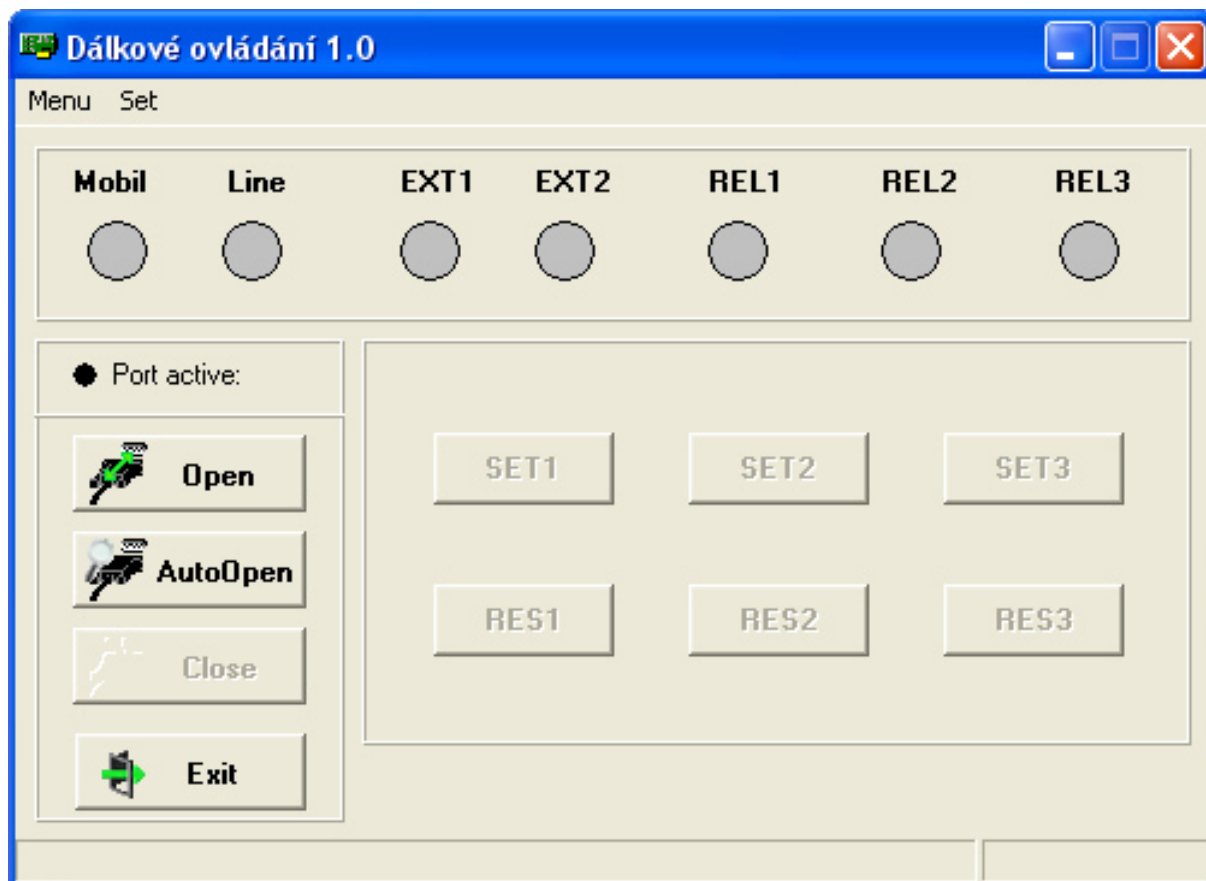 Dálkové ovládání 1.0
Menu Set
Mobil Line EXT1 EXT2 REL1 REL2 REL3
Port active:
Open
AutoOpen
Close
Exit
SET1 SET2 SET3
RES1 RES2 RES3